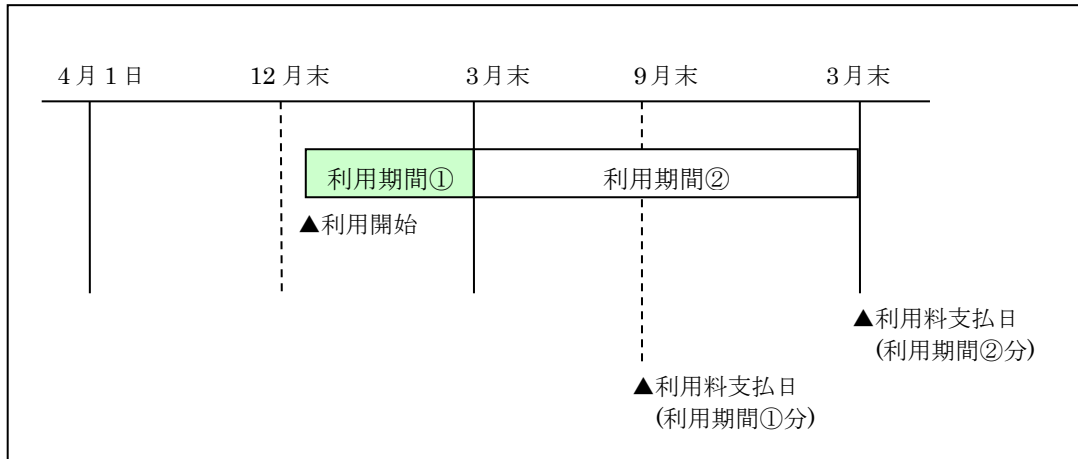 4月1日 12月末 3月末 9月末 3月末
利用期間① 利用期間②
▲利用開始
▲利用料支払日
(利用期間②分)
▲利用料支払日
(利用期間①分)